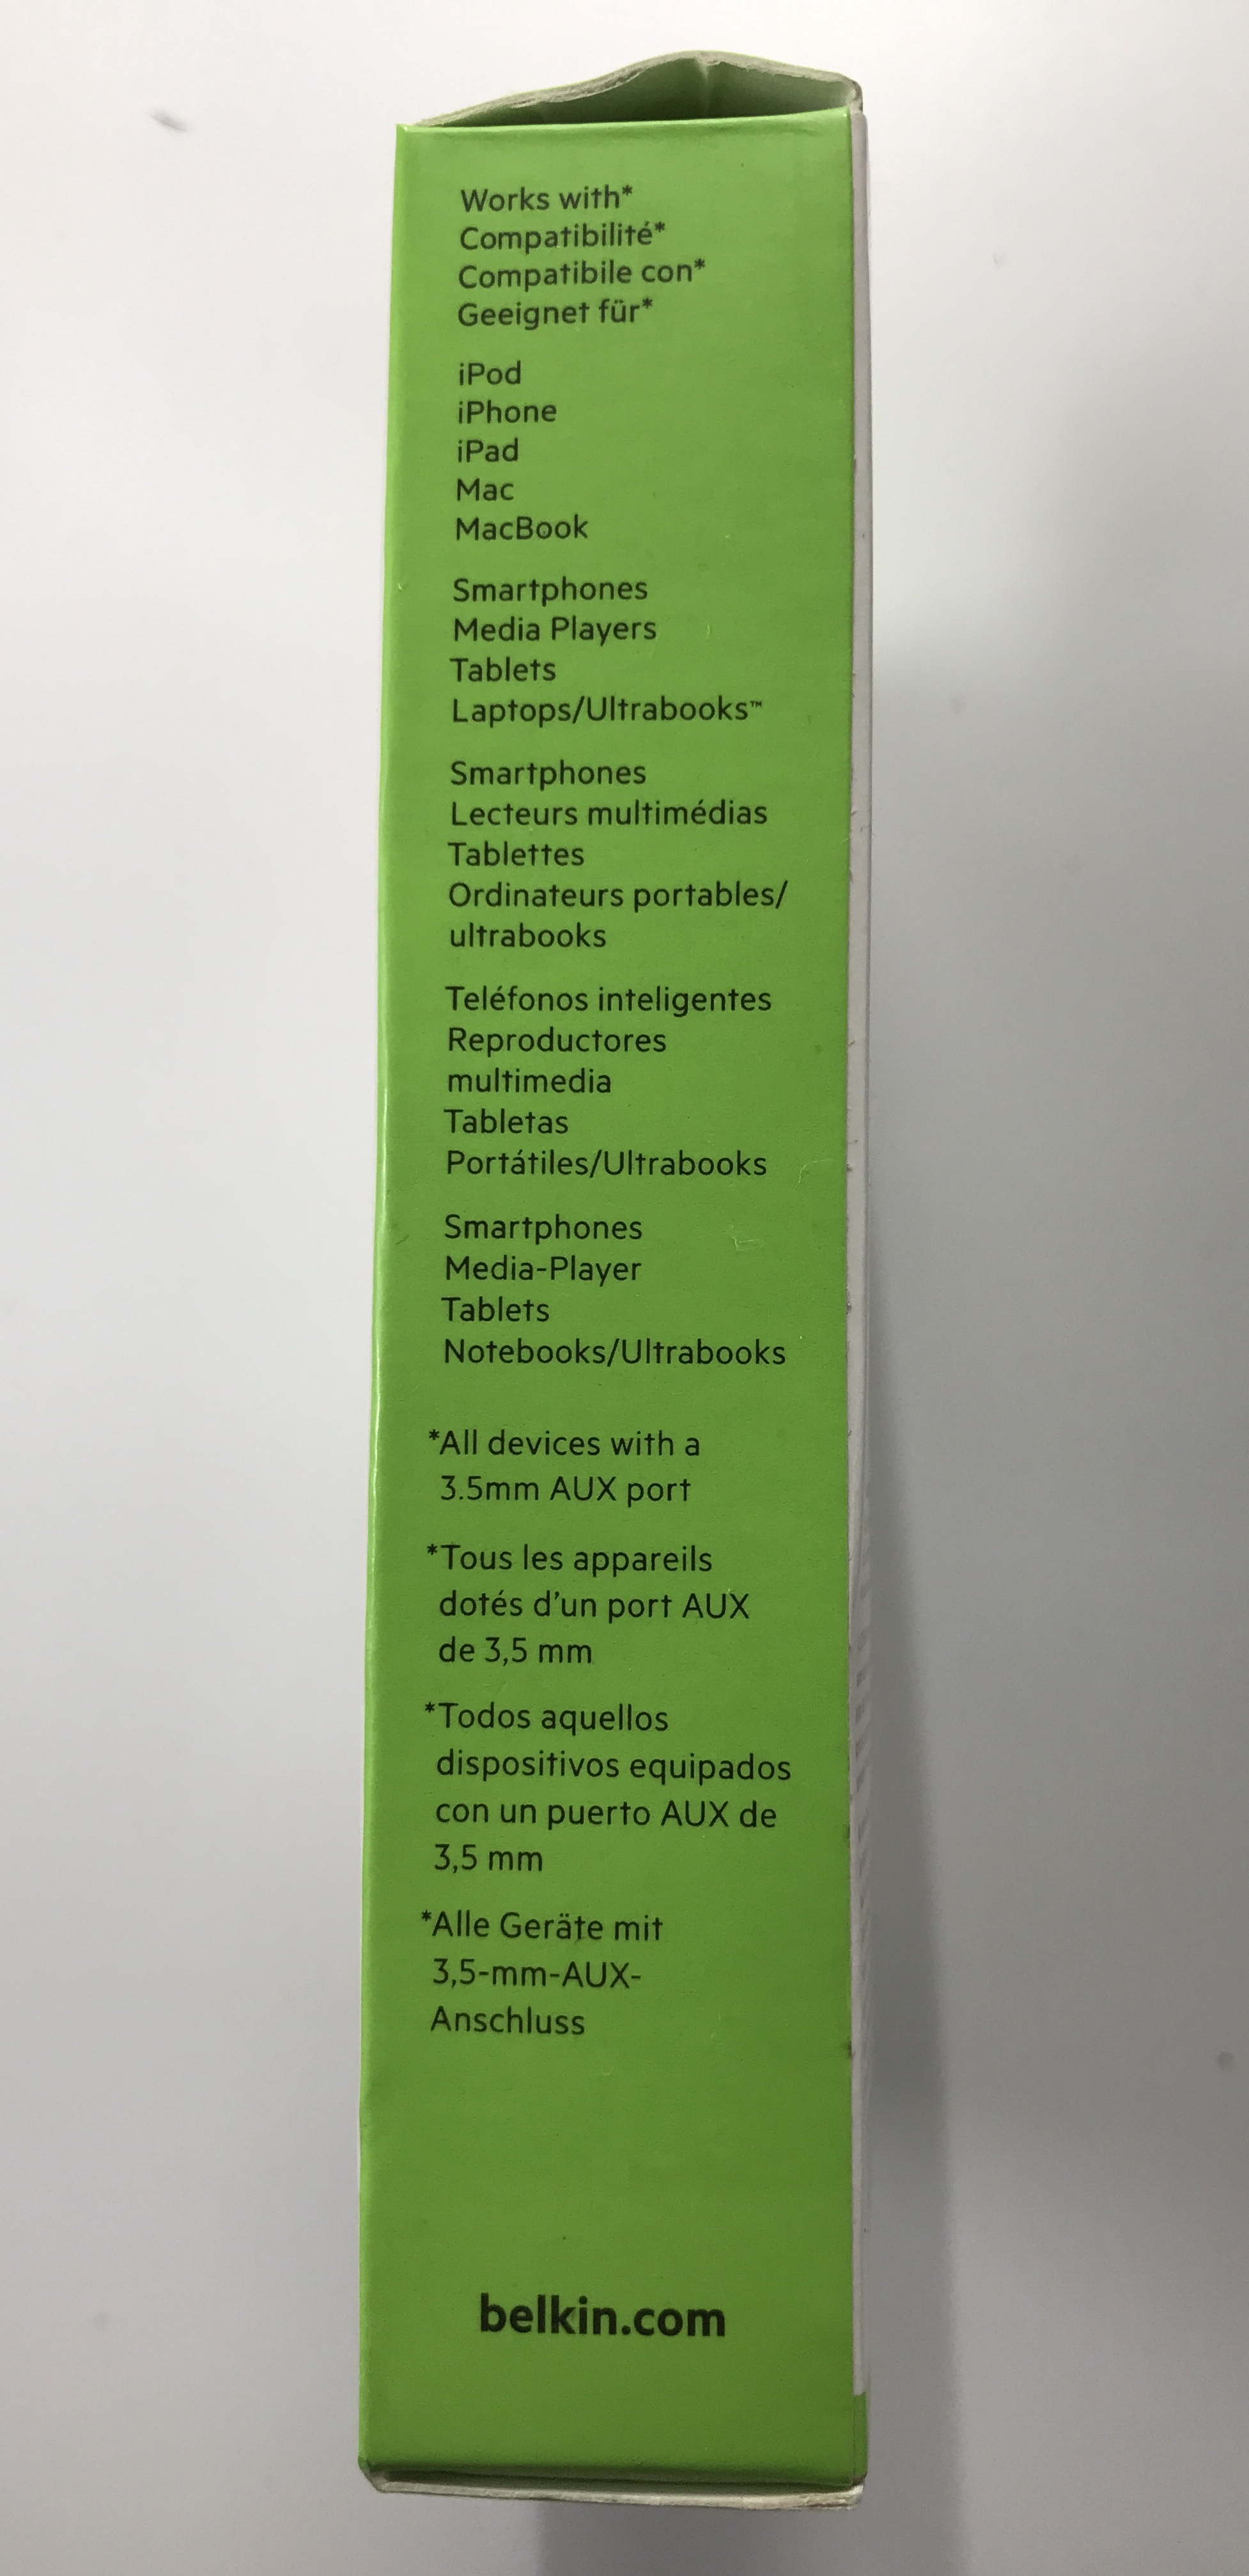 Works with*
Compatibilité*
Compatibile con*
Geeignet für*
iPod
iPhone
iPad
Mac
MacBook
Smartphones
Media Players
Tablets
Laptops/Ultrabooks™
Smartphones
Lecteurs multimédias
Tablettes
Ordinateurs portables/
ultrabooks
Teléfonos inteligentes
Reproductores
multimedia
Tabletas
Portátiles/Ultrabooks
Smartphones
Media-Player
Tablets
Notebooks/Ultrabooks
*All devices with a
3.5mm AUX port
*Tous les appareils
dotés d’un port AUX
de 3,5 mm
*Todos aquellos
dispositivos equipados
con un puerto AUX de
3,5 mm
*Alle Geräte mit
3,5-mm-AUX-
Anschluss
belkin.com